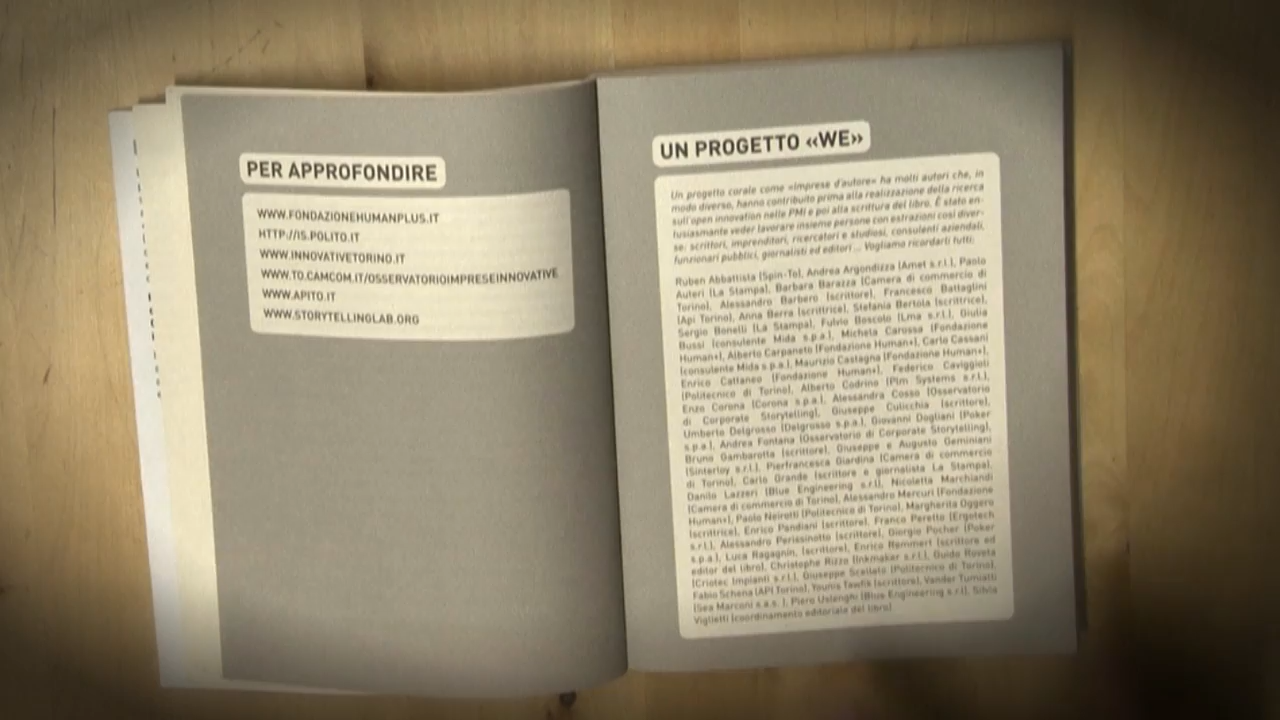 PER APPROFONDIRE
WWW.FONDAZIONEHUMANPLUS.IT
HTTP://IS.POLITO.IT
WWW.INNOVATIVETORINO.IT
WWW.TO.CAMCOM.IT/OSSERVATORIOIMPRESEINNOVATIVE
WWW.APITO.IT
WWW.STORYTELLINGLAB.ORG
UN PROGETTO «WE»
Un progetto corale come «Imprese d'autore» ha molti autori che, in
modo diverso, hanno contribuito prima alla realizzazione della ricerca
sull'open innovation nelle PMI e poi alla scrittura del libro. È stato en-
tusiasmante veder lavorare insieme persone con estrazioni così diver-
se: scrittori, imprenditori, ricercatori e studiosi, consulenti aziendali,
funzionari pubblici, giornalisti ed editori ... Vogliamo ricordarli tutti:
Ruben Abbattista (Spin-To), Andrea Argondizza (Amet s.r.l.), Paolo
Auteri (La Stampa), Barbara Barazza (Camera di commercio di
Torino), Alessandro Barbero (scrittore), Francesco Battaglini
(Api Torino), Anna Berra (scrittrice), Stefania Bertola (scrittrice),
Sergio Bonelli (La Stampa), Fulvio Boscolo (Lma s.r.l.), Giulia
Bussi (consulente Mida s.p.a.), Michela Carossa (Fondazione
Human+), Alberto Carpaneto (Fondazione Human+), Carlo Cassani
(consulente Mida s.p.a.), Maurizio Castagna (Fondazione Human+),
Enrico Cattaneo (Fondazione Human+), Federico Caviggioli
(Politecnico di Torino), Alberto Codrino (Plm Systems s.r.l.),
Enzo Corona (Corona s.p.a.), Alessandra Cosso (Osservatorio
di Corporate Storytelling), Giuseppe Culicchia (scrittore),
Umberto Delgrosso (Delgrosso s.p.a.), Giovanni Dogliani (Poker
s.p.a.), Andrea Fontana (Osservatorio di Corporate Storytelling),
Bruno Gambarotta (scrittore), Giuseppe e Augusto Geminiani
(Sinterloy s.r.l.), Pierfrancesca Giardina (Camera di commercio
di Torino), Carlo Grande (scrittore e giornalista La Stampa),
Danilo Lazzeri (Blue Engineering s.r.l), Nicoletta Marchiandi
(Camera di commercio di Torino), Alessandro Mercuri (Fondazione
Human+), Paolo Neirotti (Politecnico di Torino), Margherita Oggero
(scrittrice), Enrico Pandiani (scrittore), Franco Peretto (Ergotech
s.r.l.), Alessandro Perissinotto (scrittore), Giorgio Pocher (Poker
s.p.a.), Luca Ragagnin, (scrittore), Enrico Remmert (scrittore ed
editor del libro), Christophe Rizzo (Inkmaker s.r.l.), Guido Roveta
(Criotec Impianti s.r.l.), Giuseppe Scellato (Politecnico di Torino),
Fabio Schena (API Torino), Younis Tawfik (scrittore), Vander Tumiatti
(Sea Marconi s.a.s. ), Piero Uslenghi (Blue Engineering s.r.l), Silvia
Viglietti (coordinamento editoriale del libro)